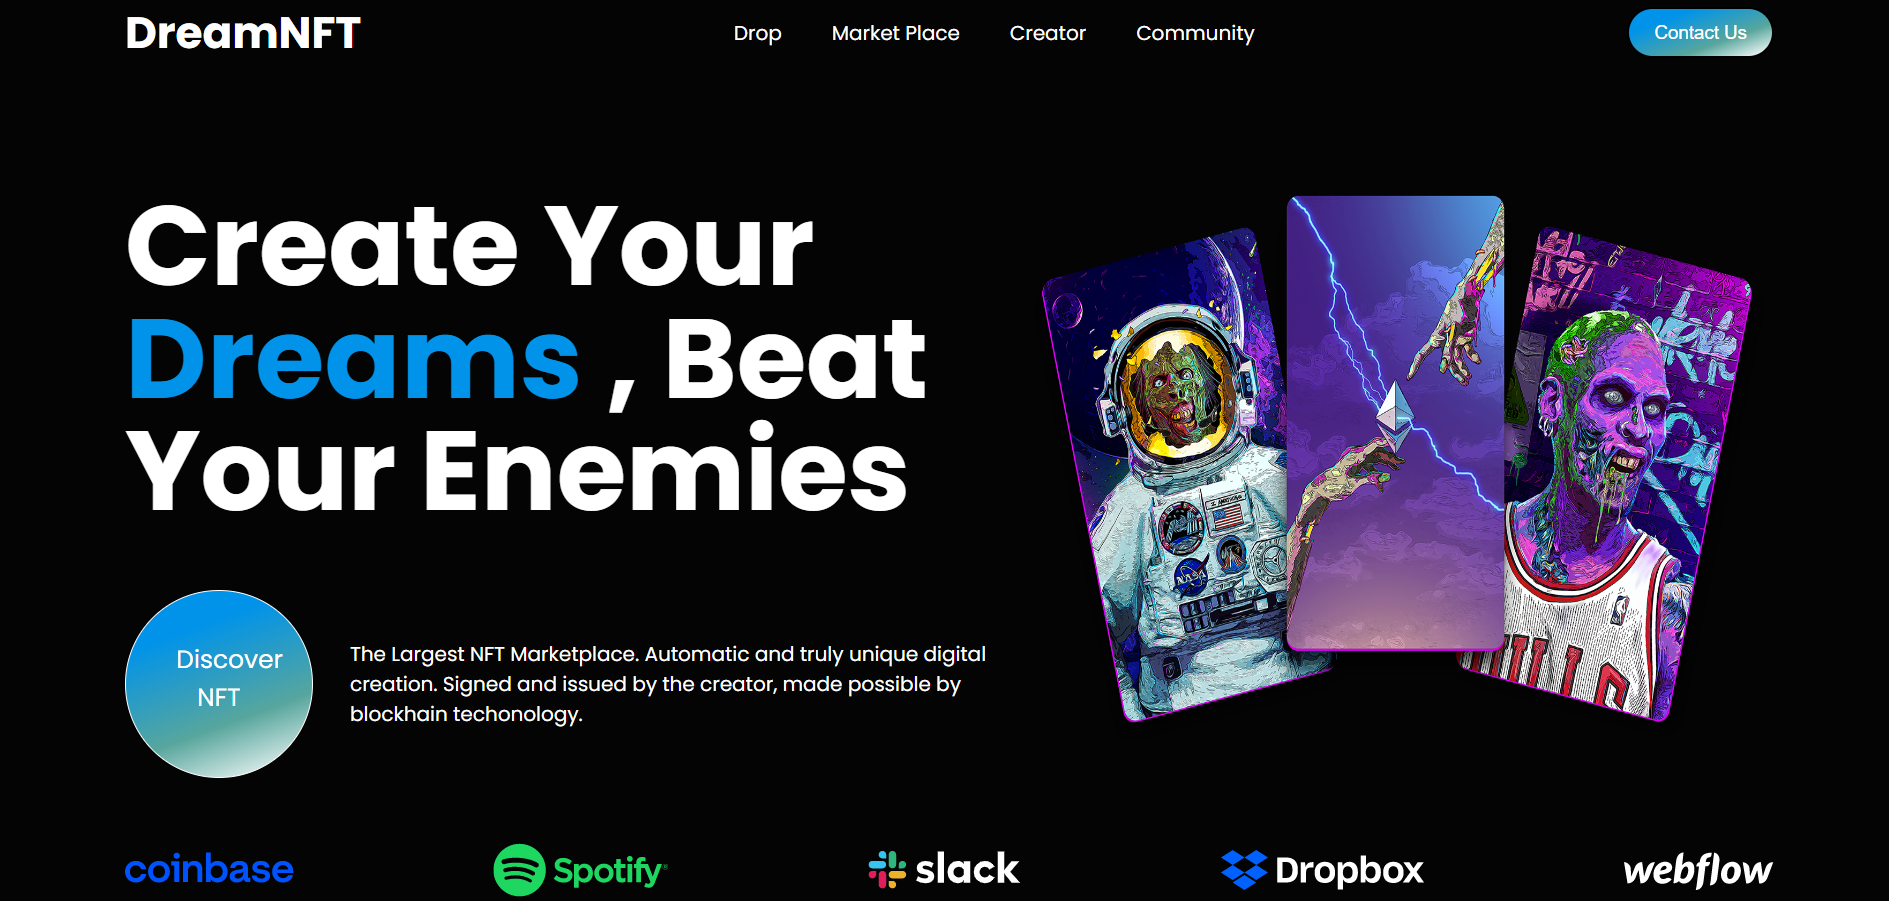 DreamNFT
Drop
Market Place
Creator
Community
Contact Us
Create Your
Dreams , Beat
Your Enemies
Discover
NFT
The Largest NFT Marketplace. Automatic and truly unique digital
creation. Signed and issued by the creator, made possible by
blockhain techonology.
NASA
coinbase
Spotify
slack
Dropbox
webflow